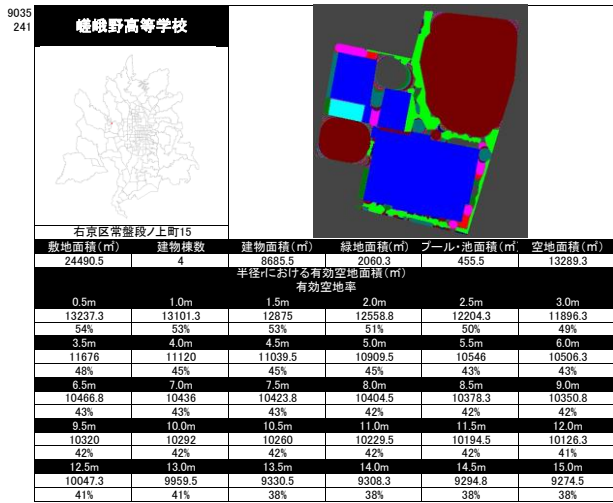 9035
241
嵯峨野高等学校
右京区常盤段ノ上町15
敷地面積(㎡) 建物棟数 建物面積(㎡) 緑地面積(㎡) プール・池面積(㎡) 空地面積(㎡)
24490.5 4 8685.5 2060.3 455.5 13289.3
半径rにおける有効空地面積(㎡)
有効空地率
0.5m 1.0m 1.5m 2.0m 2.5m 3.0m
13237.3 13101.3 12875 12558.8 12204.3 11896.3
54% 53% 53% 51% 50% 49%
3.5m 4.0m 4.5m 5.0m 5.5m 6.0m
11676 11120 11039.5 10909.5 10546 10506.3
48% 45% 45% 45% 43% 43%
6.5m 7.0m 7.5m 8.0m 8.5m 9.0m
10466.8 10436 10423.8 10404.5 10378.3 10350.8
43% 43% 43% 42% 42% 42%
9.5m 10.0m 10.5m 11.0m 11.5m 12.0m
10320 10292 10260 10229.5 10194.5 10126.3
42% 42% 42% 42% 42% 41%
12.5m 13.0m 13.5m 14.0m 14.5m 15.0m
10047.3 9959.5 9330.5 9308.3 9294.8 9274.5
41% 41% 38% 38% 38% 38%